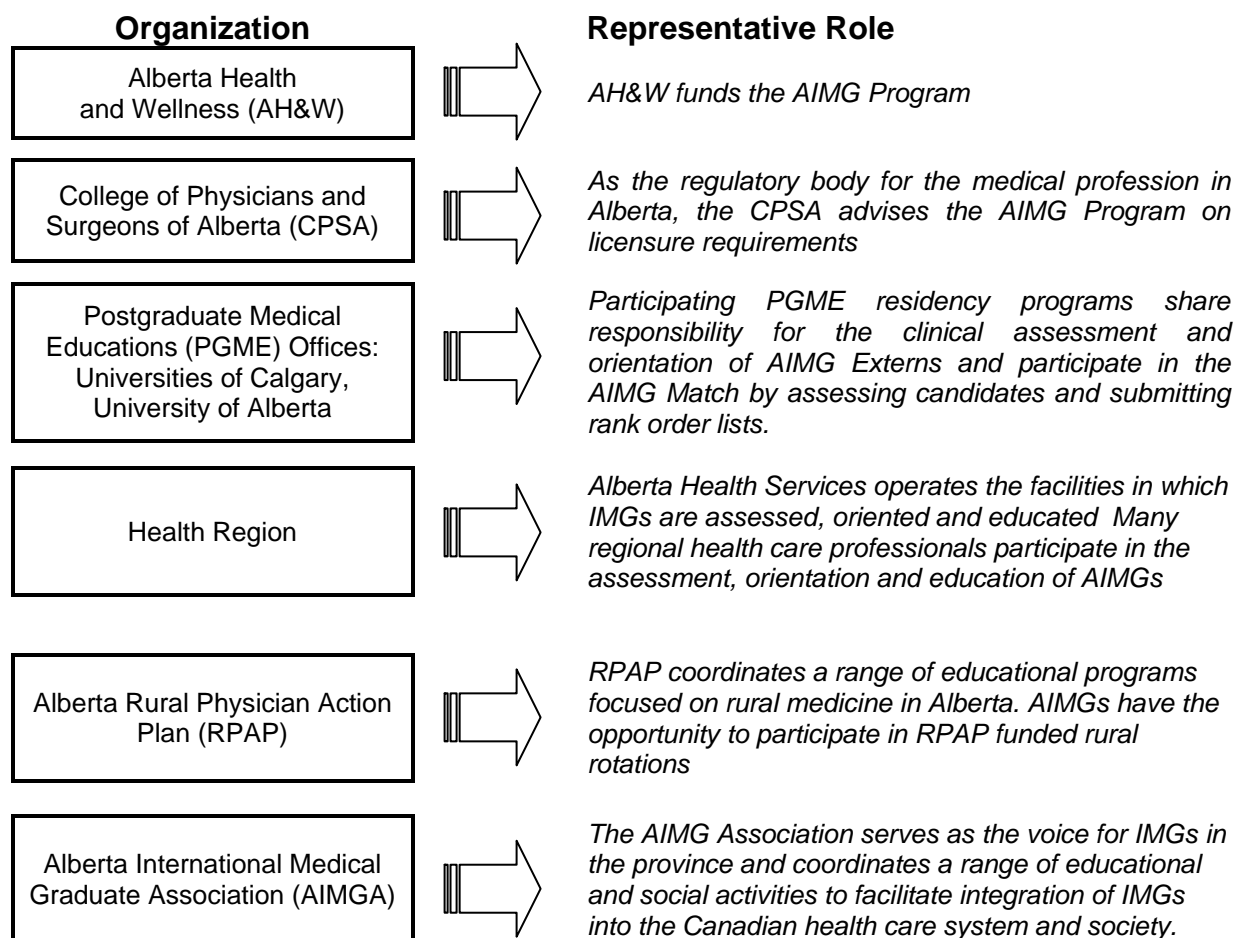 Organization
Representative Role
Alberta Health
and Wellness (AH&W)
AH&W funds the AIMG Program
College of Physicians and
Surgeons of Alberta (CPSA)
As the regulatory body for the medical profession in
Alberta, the CPSA advises the AIMG Program on
licensure requirements
Postgraduate Medical
Educations (PGME) Offices:
Universities of Calgary,
University of Alberta
Participating PGME residency programs share
responsibility for the clinical assessment and
orientation of AIMG Externs and participate in the
AIMG Match by assessing candidates and submitting
rank order lists.
Health Region
Alberta Health Services operates the facilities in which
IMGs are assessed, oriented and educated Many
regional health care professionals participate in the
assessment, orientation and education of AIMGs
Alberta Rural Physician Action
Plan (RPAP)
RPAP coordinates a range of educational programs
focused on rural medicine in Alberta. AIMGs have the
opportunity to participate in RPAP funded rural
rotations
Alberta International Medical
Graduate Association (AIMGA)
The AIMG Association serves as the voice for IMGs in
the province and coordinates a range of educational
and social activities to facilitate integration of IMGs
into the Canadian health care system and society.